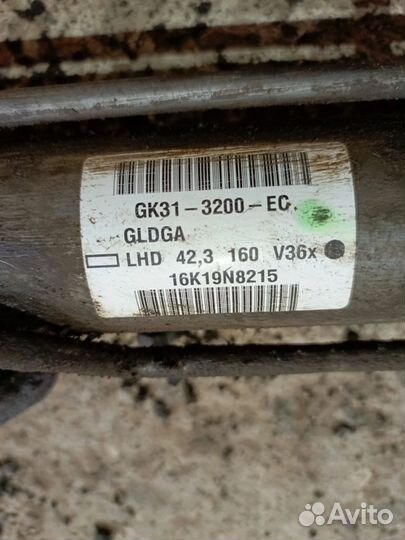 GK31-3200-EC
GLDGA
LHD 42,3 160 V36x
16K19N8215
Avito